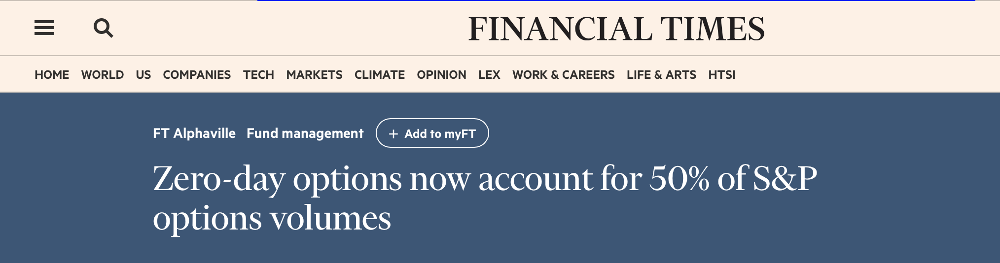 FINANCIAL TIMES
HOME WORLD US COMPANIES TECH MARKETS CLIMATE OPINION LEX WORK & CAREERS LIFE & ARTS HTSI
FT Alphaville Fund management + Add to myFT
Zero-day options now account for 50% of S&P
options volumes